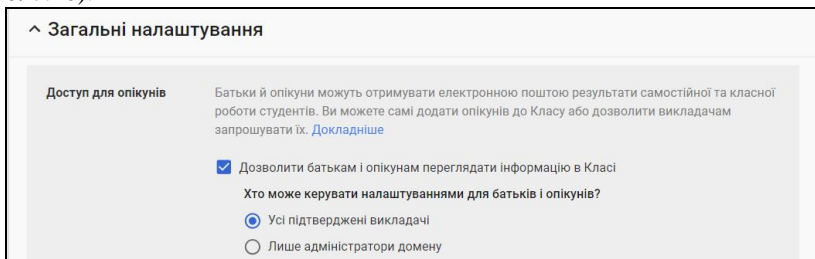 Загальні налаштування
Доступ для опікунів
Батьки й опікуни можуть отримувати електронною поштою результати самостійної та класної
роботи студентів. Ви можете самі додати опікунів до Класу або дозволити викладачам
запрошувати їх. Докладніше
Дозволити батькам і опікунам переглядати інформацію в Класі
Хто може керувати налаштуваннями для батьків і опікунів?
Усі підтверджені викладачі
Лише адміністратори домену